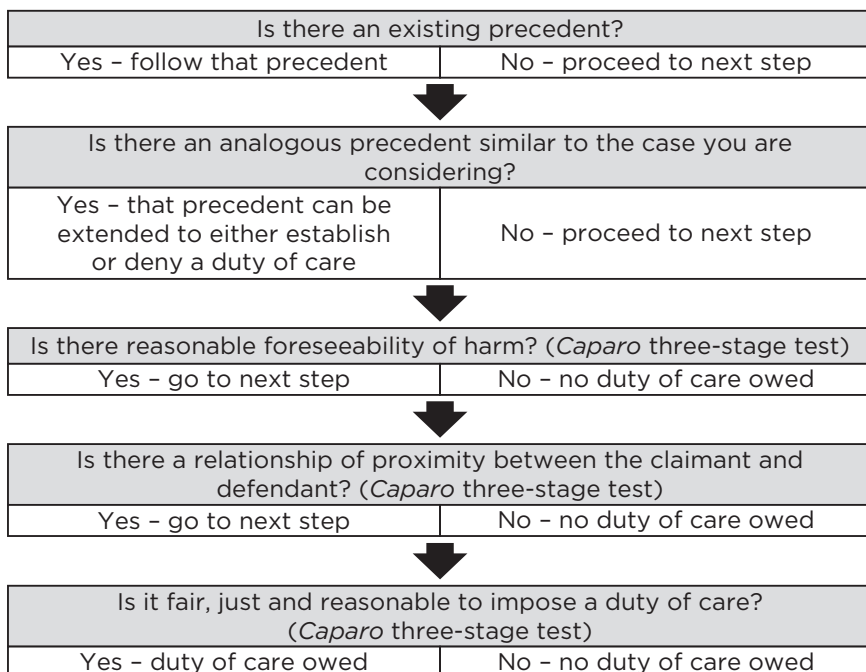 Is there an existing precedent?
Yes – follow that precedent
No – proceed to next step
Is there an analogous precedent similar to the case you are
considering?
Yes – that precedent can be
extended to either establish
or deny a duty of care
No – proceed to next step
Is there reasonable foreseeability of harm? (Caparo three-stage test)
Yes – go to next step
No – no duty of care owed
Is there a relationship of proximity between the claimant and
defendant? (Caparo three-stage test)
Yes – go to next step
No – no duty of care owed
Is it fair, just and reasonable to impose a duty of care?
(Caparo three-stage test)
Yes – duty of care owed
No – no duty of care owed